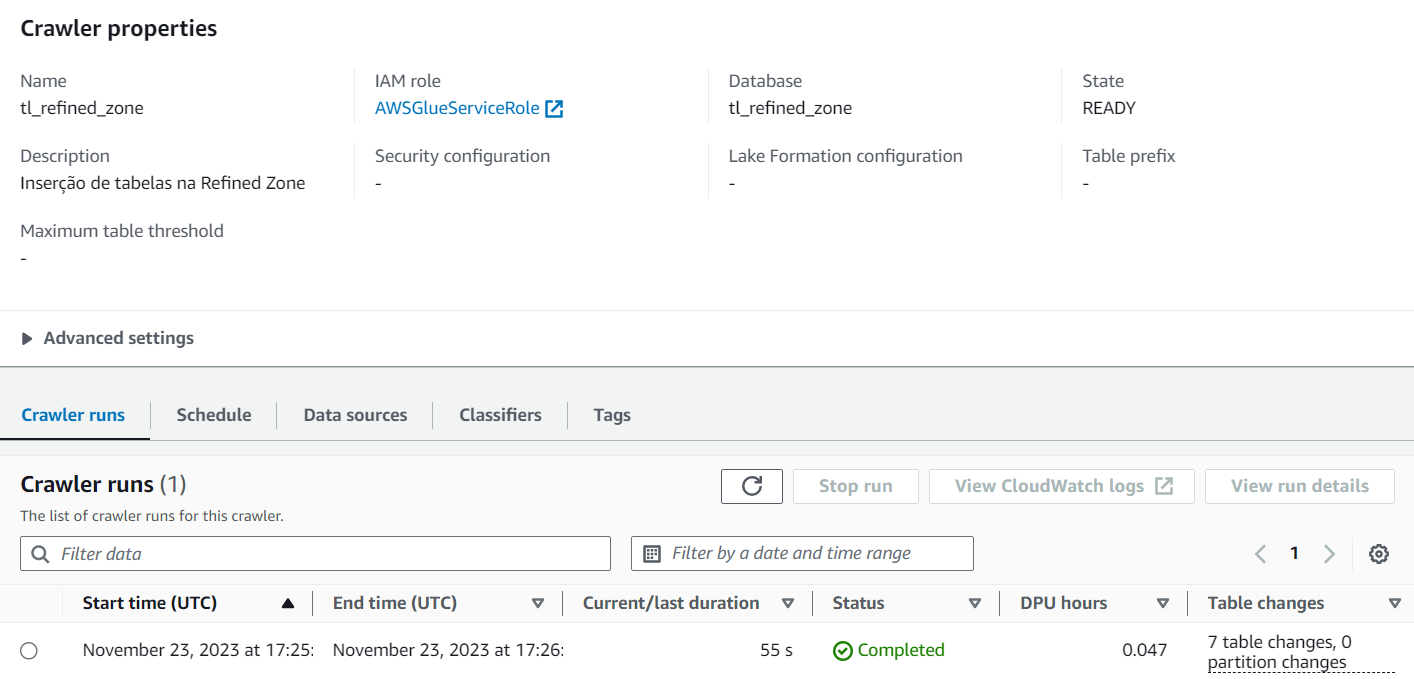 Crawler properties
Name
IAM role
Database
State
tl_refined_zone
AWSGlueServiceRole
tl_refined_zone
READY
Description
Security configuration
Lake Formation configuration
Table prefix
Inserção de tabelas na Refined Zone
-
-
-
Maximum table threshold
-
Advanced settings
Crawler runs
Schedule
Data sources
Classifiers
Tags
Crawler runs (1)
Stop run
View CloudWatch logs
View run details
The list of crawler runs for this crawler.
Filter data
Filter by a date and time range
1
Start time (UTC)
End time (UTC)
Current/last duration
Status
DPU hours
Table changes
November 23, 2023 at 17:25:
November 23, 2023 at 17:26:
55 s
Completed
0.047
7 table changes, 0
partition changes